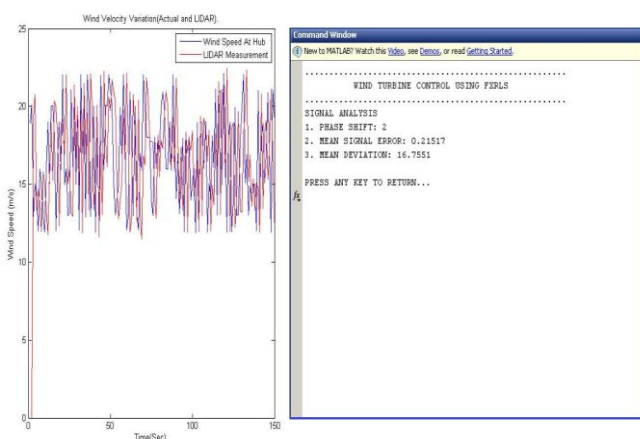 Wind Velocity Variation(Actual and LIDAR).
Wind Speed At Hub
LIDAR Measurement
25
20
15
10
5
0
Wind Speed (m/s)
0
50
100
150
Time(Sec)
Command Window
New to MATLAB? Watch this Video, see Demos, or read Getting Started.
WIND TURBINE CONTROL USING FXRLS
SIGNAL ANALYSIS
1. PHASE SHIFT: 2
2. MEAN SIGNAL ERROR: 0.21517
3. MEAN DEVIATION: 16.7551
PRESS ANY KEY TO RETURN...
fx